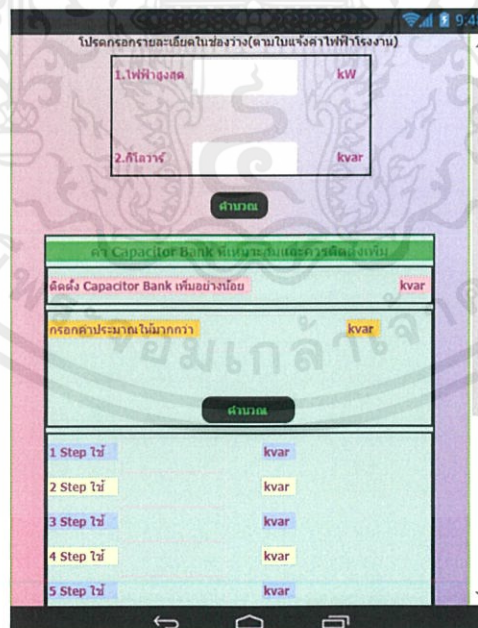 9:48
โปรดกรอกรายละเอียดในช่องว่าง(ตามใบแจ้งค่าไฟฟ้าโรงงาน)
1.ไฟฟ้าสูงสุด kW
2.กิโลวาร์ kvar
คำนวณ
ค่า Capacitor Bank ที่เหมาะสมและควรติดตั้งเพิ่ม
ติดตั้ง Capacitor Bank เพิ่มอย่างน้อย kvar
กรอกค่าประมาณให้มากกว่า kvar
คำนวณ
1 Step ใช้ kvar
2 Step ใช้ kvar
3 Step ใช้ kvar
4 Step ใช้ kvar
5 Step ใช้ kvar